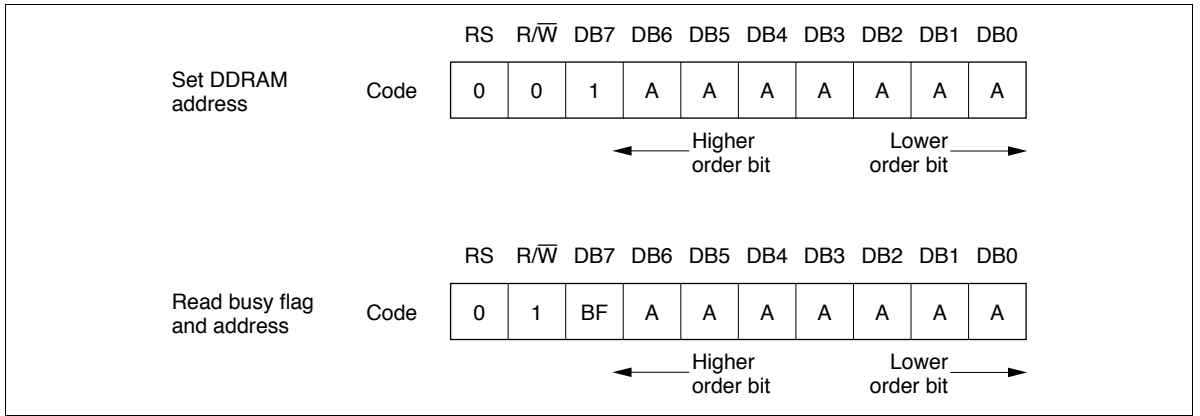 RS R/W̅ DB7 DB6 DB5 DB4 DB3 DB2 DB1 DB0
Set DDRAM
address
Code 0 0 1 A A A A A A A
Higher
order bit
Lower
order bit
RS R/W̅ DB7 DB6 DB5 DB4 DB3 DB2 DB1 DB0
Read busy flag
and address
Code 0 1 BF A A A A A A A
Higher
order bit
Lower
order bit